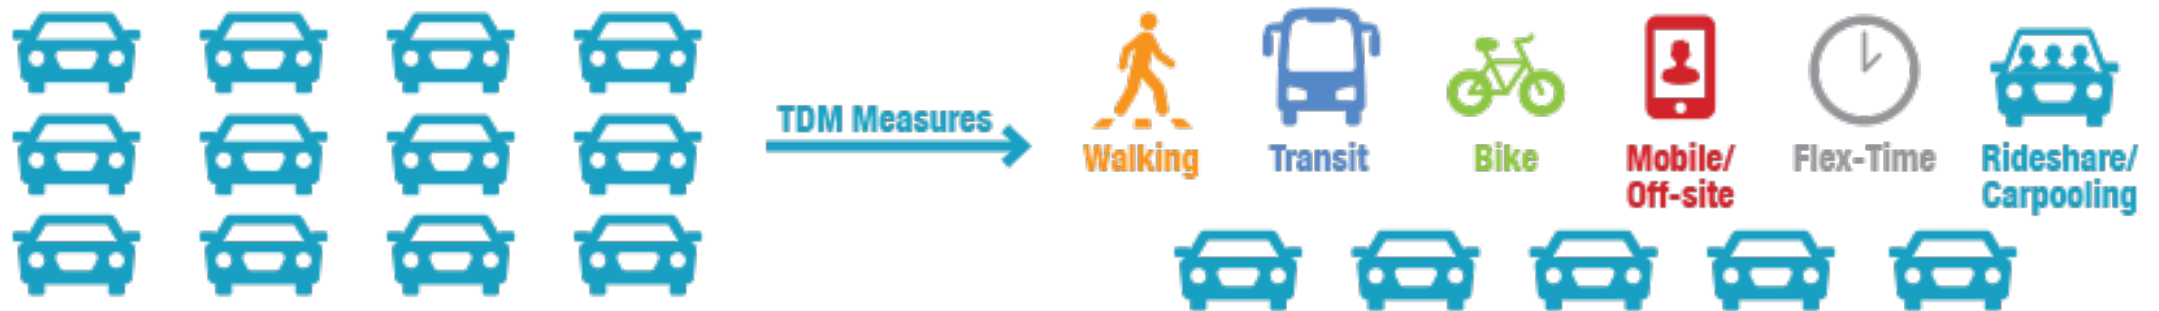 TDM Measures
Walking
Transit
Bike
Mobile/
Off-site
Flex-Time
Rideshare/
Carpooling